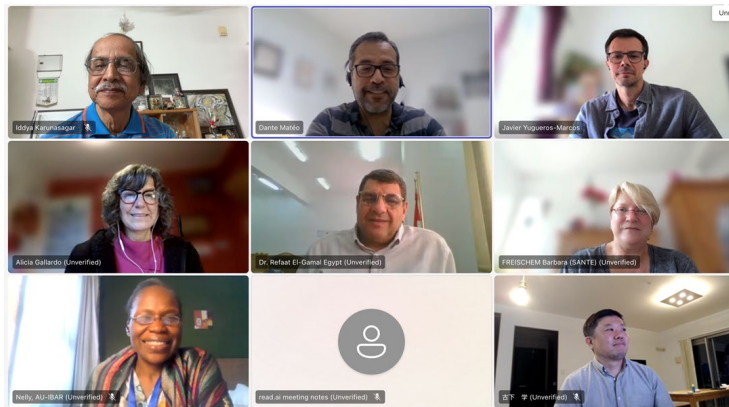 Iddya Karunasagar
Dante Matéo
Javier Yugueros-Marcos
Alicia Gallardo (Unverified)
Dr. Refaat El-Gamal Egypt (Unverified)
FREISCHEM Barbara (SANTE) (Unverified)
Nelly, AU-IBAR (Unverified)
read.ai meeting notes (Unverified)
古下 学 (Unverified)